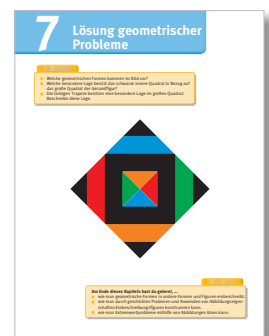 7
Lösung geometrischer
Probleme
Welche geometrischen Formen kommen im Bild vor?
Welche besondere Lage besitzt das schwarze innere Quadrat in Bezug auf
das große Quadrat der Gesamtfigur?
Die farbigen Trapeze besitzen eine besondere Lage im großen Quadrat.
Beschreibe diese Lage.
Am Ende dieses Kapitels hast du gelernt, ...
wie man geometrische Formen in andere Formen und Figuren einbeschreibt.
wie man durch geschicktes Probieren und Anwenden von Abbildungseigen-
schaften Einbeschreibungsfiguren konstruieren kann.
wie man Extremwertprobleme mithilfe von Abbildungen lösen kann.